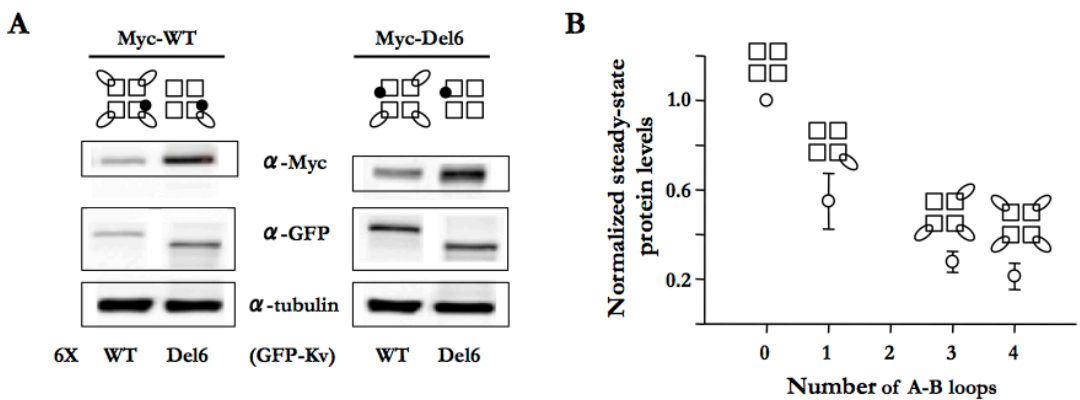 A
Myc-WT
Myc-Del6
α-Myc
α-GFP
α-tubulin
6X WT Del6 (GFP-Kv) WT Del6
B
Normalized steady-state
protein levels
1.0
0.6
0.2
0 1 2 3 4
Number of A-B loops